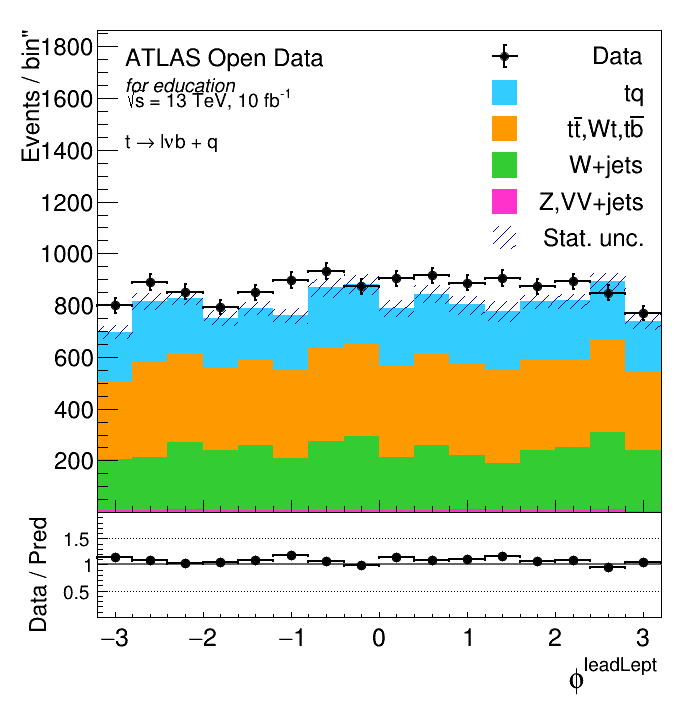 Events / bin"
1800
1600
1400
1200
1000
800
600
400
200
ATLAS Open Data
for education
√s = 13 TeV, 10 fb⁻¹
t → lνb + q
Data
tq
tt̅,Wt,tb̅
W+jets
Z,VV+jets
Stat. unc.
Data / Pred
1.5
1
0.5
−3 −2 −1 0 1 2 3
ϕ^leadLept